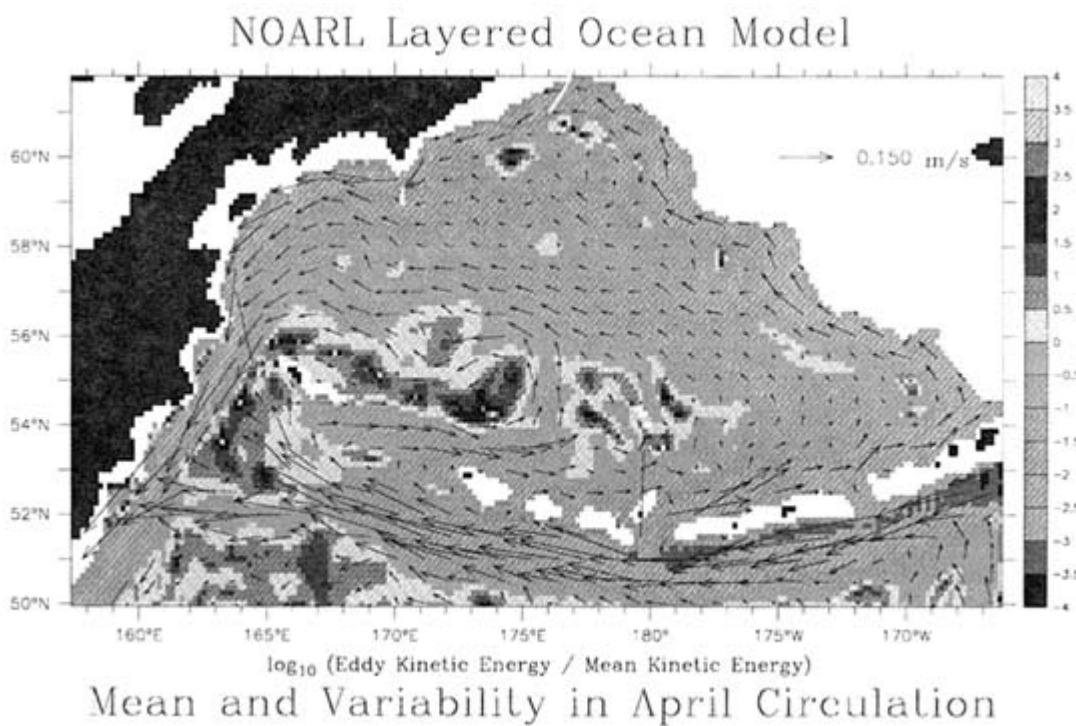 NOARL Layered Ocean Model
0.150 m/s
60°N
58°N
56°N
54°N
52°N
50°N
4
3.5
3
2.5
2
1.5
1
0.5
0
-0.5
-1
-1.5
-2
-2.5
-3
-3.5
-4
160°E
165°E
170°E
175°E
180°
175°W
170°W
log₁₀ (Eddy Kinetic Energy / Mean Kinetic Energy)
Mean and Variability in April Circulation